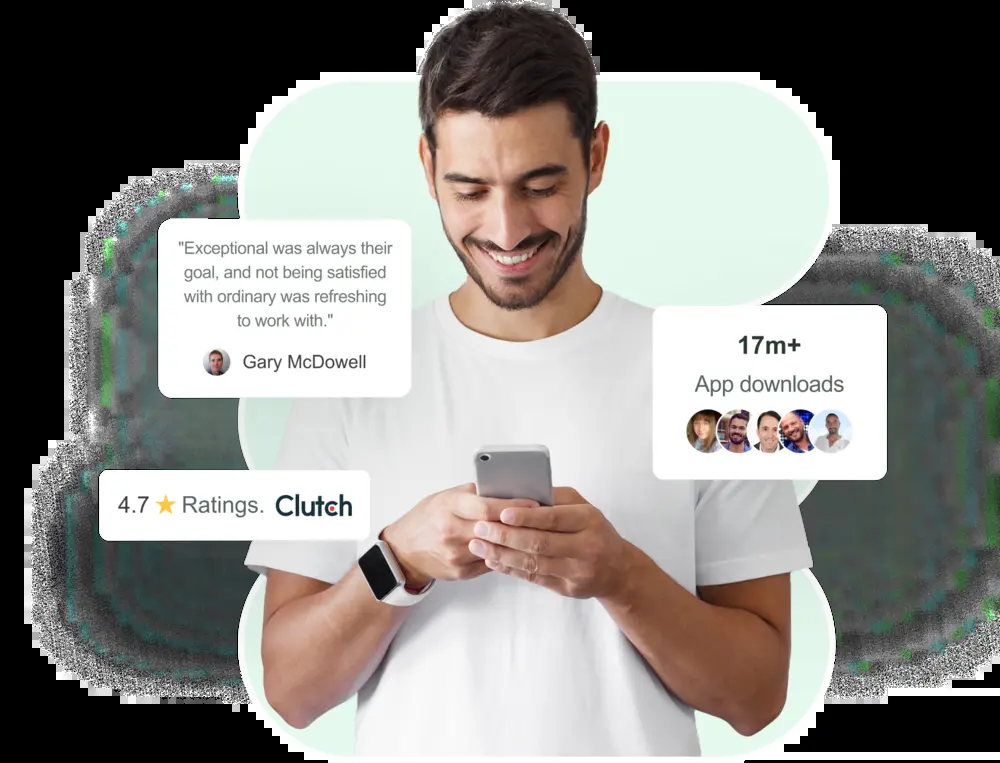 "Exceptional was always their
goal, and not being satisfied
with ordinary was refreshing
to work with."
Gary McDowell
17m+
App downloads
4.7 ★ Ratings. Clutch